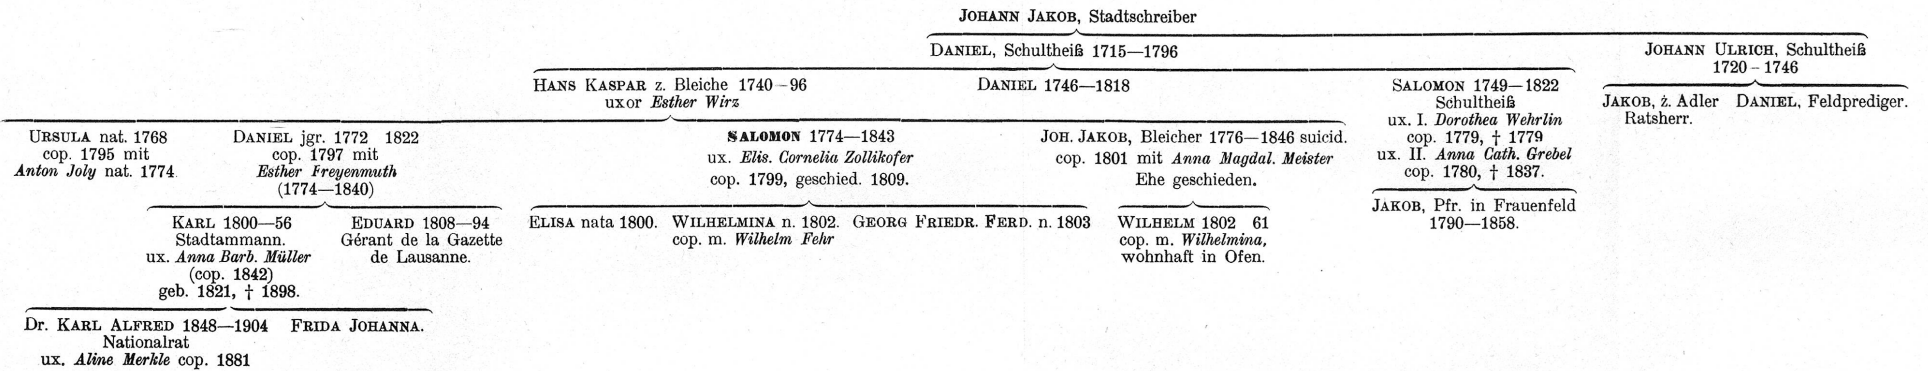 JOHANN JAKOB, Stadtschreiber
DANIEL, Schultheiß 1715—1796
JOHANN ULRICH, Schultheiß
1720 – 1746
HANS KASPAR z. Bleiche 1740 – 96
uxor Esther Wirz
DANIEL 1746—1818
SALOMON 1749—1822
Schultheiß
ux. I. Dorothea Wehrlin
cop. 1779, † 1779
ux. II. Anna Cath. Grebel
cop. 1780, † 1837.
JAKOB, ż. Adler
Ratsherr.
DANIEL, Feldprediger.
URSULA nat. 1768
cop. 1795 mit
Anton Joly nat. 1774.
DANIEL jgr. 1772 1822
cop. 1797 mit
Esther Freyenmuth
(1774—1840)
SALOMON 1774—1843
ux. Elis. Cornelia Zollikofer
cop. 1799, geschied. 1809.
JOH. JAKOB, Bleicher 1776—1846 suicid.
cop. 1801 mit Anna Magdal. Meister
Ehe geschieden.
JAKOB, Pfr. in Frauenfeld
1790—1858.
KARL 1800—56
Stadtammann.
ux. Anna Barb. Müller
(cop. 1842)
geb. 1821, † 1898.
EDUARD 1808—94
Gérant de la Gazette
de Lausanne.
ELISA nata 1800.
WILHELMINA n. 1802.
cop. m. Wilhelm Fehr
GEORG FRIEDR. FERD. n. 1803
WILHELM 1802 61
cop. m. Wilhelmina,
wohnhaft in Ofen.
Dr. KARL ALFRED 1848—1904
Nationalrat
ux. Aline Merkle cop. 1881
FRIDA JOHANNA.